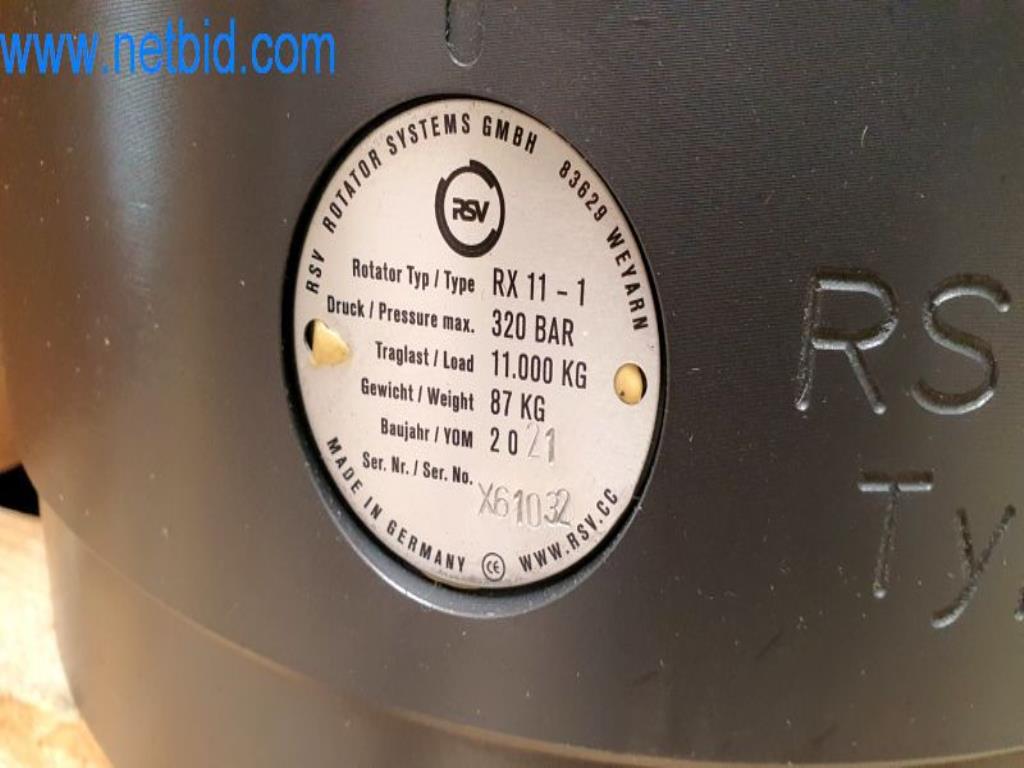 www.netbid.com
RSV ROTATOR SYSTEMS GMBH 83629 WEYARN
RSV
Rotator Typ / Type RX 11 - 1
Druck / Pressure max. 320 BAR
Traglast / Load 11.000 KG
Gewicht / Weight 87 KG
Baujahr / YOM 2021
Ser. Nr. / Ser. No. X61032
MADE IN GERMANY CE WWW.RSV.CC
RS
Ty